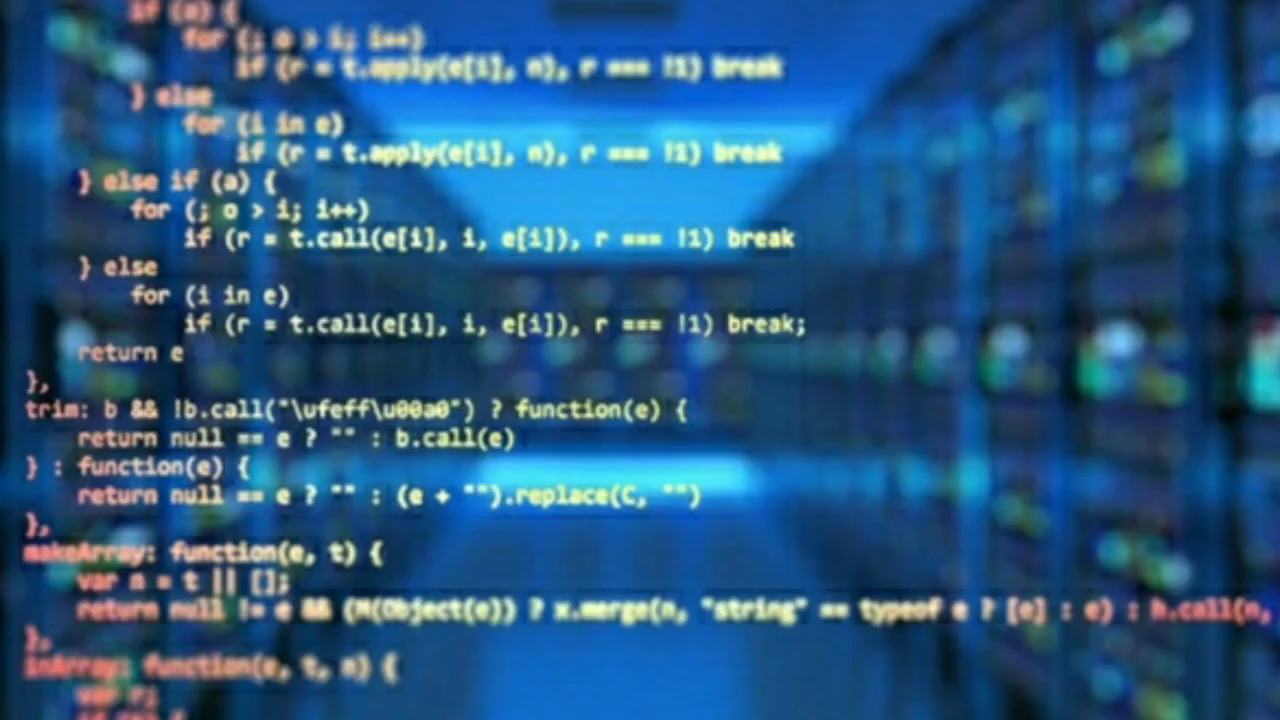 if (a) {
for (; o > i; i++)
if (r = t.apply(e[i], n), r === !1) break
} else
for (i in e)
if (r = t.apply(e[i], n), r === !1) break
} else if (a) {
for (; o > i; i++)
if (r = t.call(e[i], i, e[i]), r === !1) break
} else
for (i in e)
if (r = t.call(e[i], i, e[i]), r === !1) break;
return e
},
trim: b && !b.call("\ufeff\u00a0") ? function(e) {
return null == e ? "" : b.call(e)
} : function(e) {
return null == e ? "" : (e + "").replace(C, "")
},
makeArray: function(e, t) {
var n = t || [];
return null != e && (M(Object(e)) ? x.merge(n, "string" == typeof e ? [e] : e) : h.call(n,
},
inArray: function(e, t, n) {
var r;